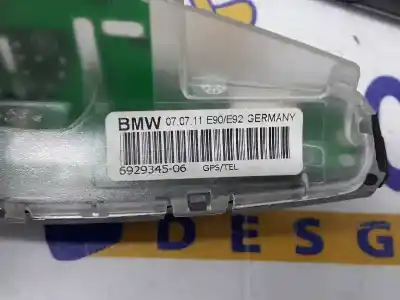 BMW 07.07.11 E90/E92 GERMANY
6929345-06 GPS/TEL
DESG